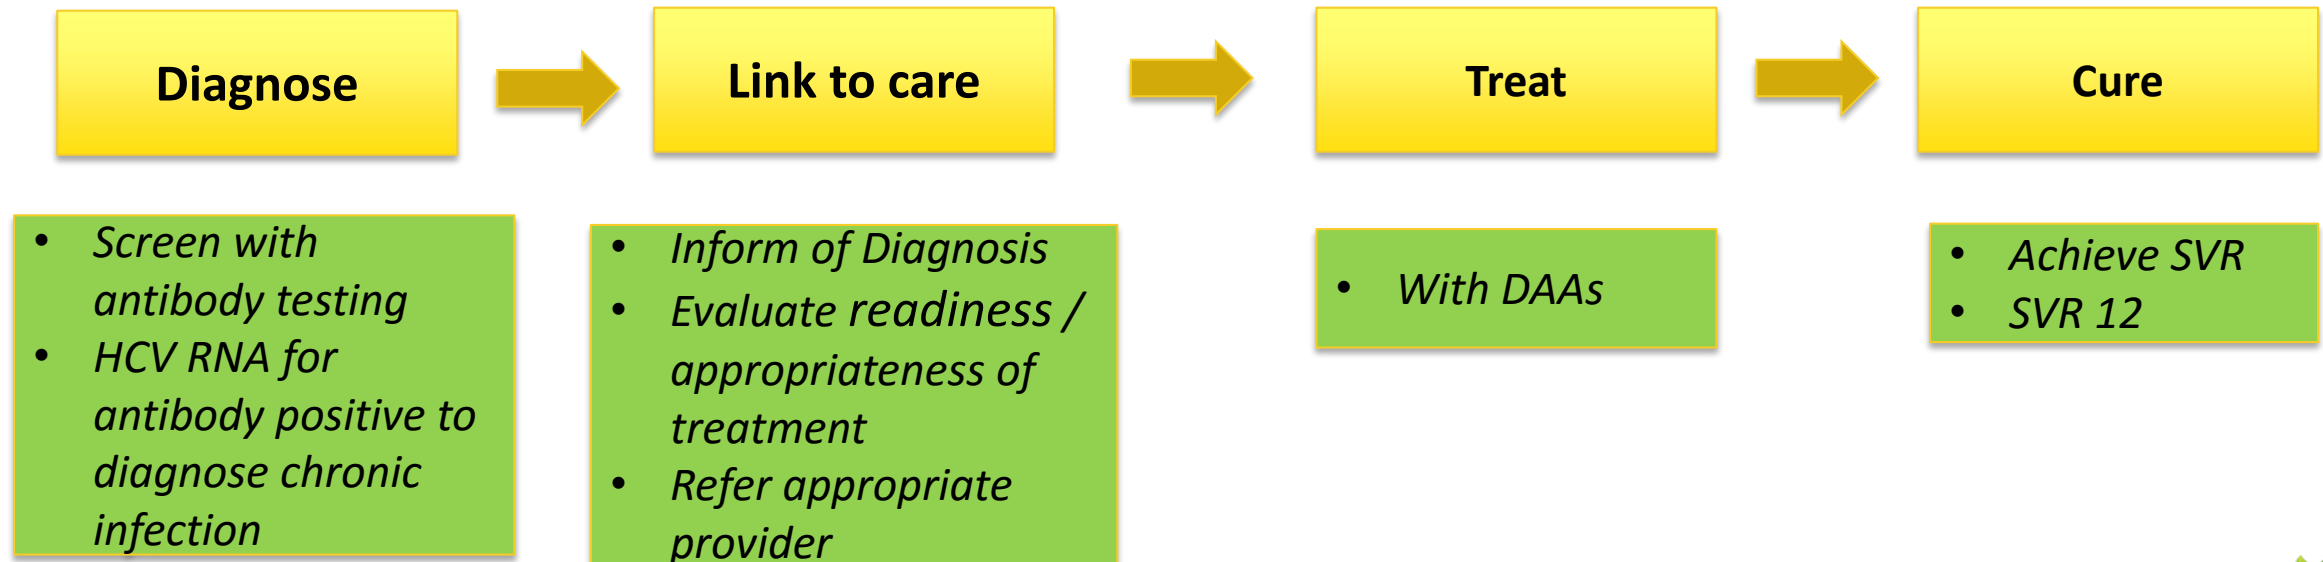 Diagnose
Link to care
Treat
Cure
• Screen with
antibody testing
• HCV RNA for
antibody positive to
diagnose chronic
infection
• Inform of Diagnosis
• Evaluate readiness /
appropriateness of
treatment
• Refer appropriate
provider
• With DAAs
• Achieve SVR
• SVR 12